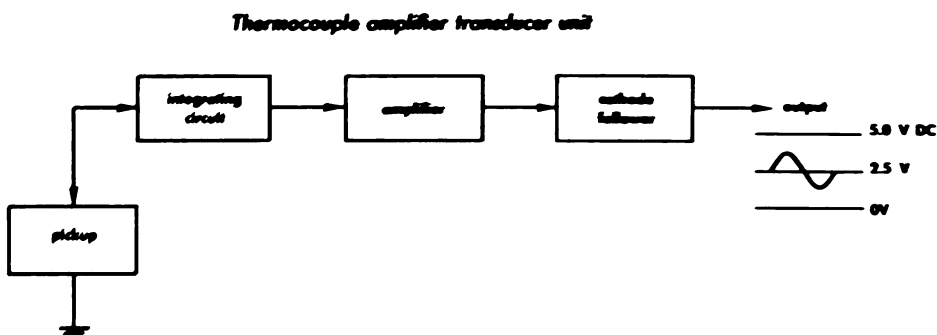 Thermocouple amplifier transducer unit
integrating
circuit
amplifier
cathode
follower
output
5.0 V DC
2.5 V
0V
pickup